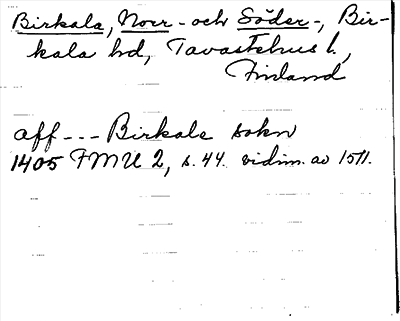 Birkala, Norr- och Söder-, Bir-
kala hd, Tavastehus l.,
Finland
aff --- Birkale sokn
1405 FMU 2, s. 44. vidim. av 1511.